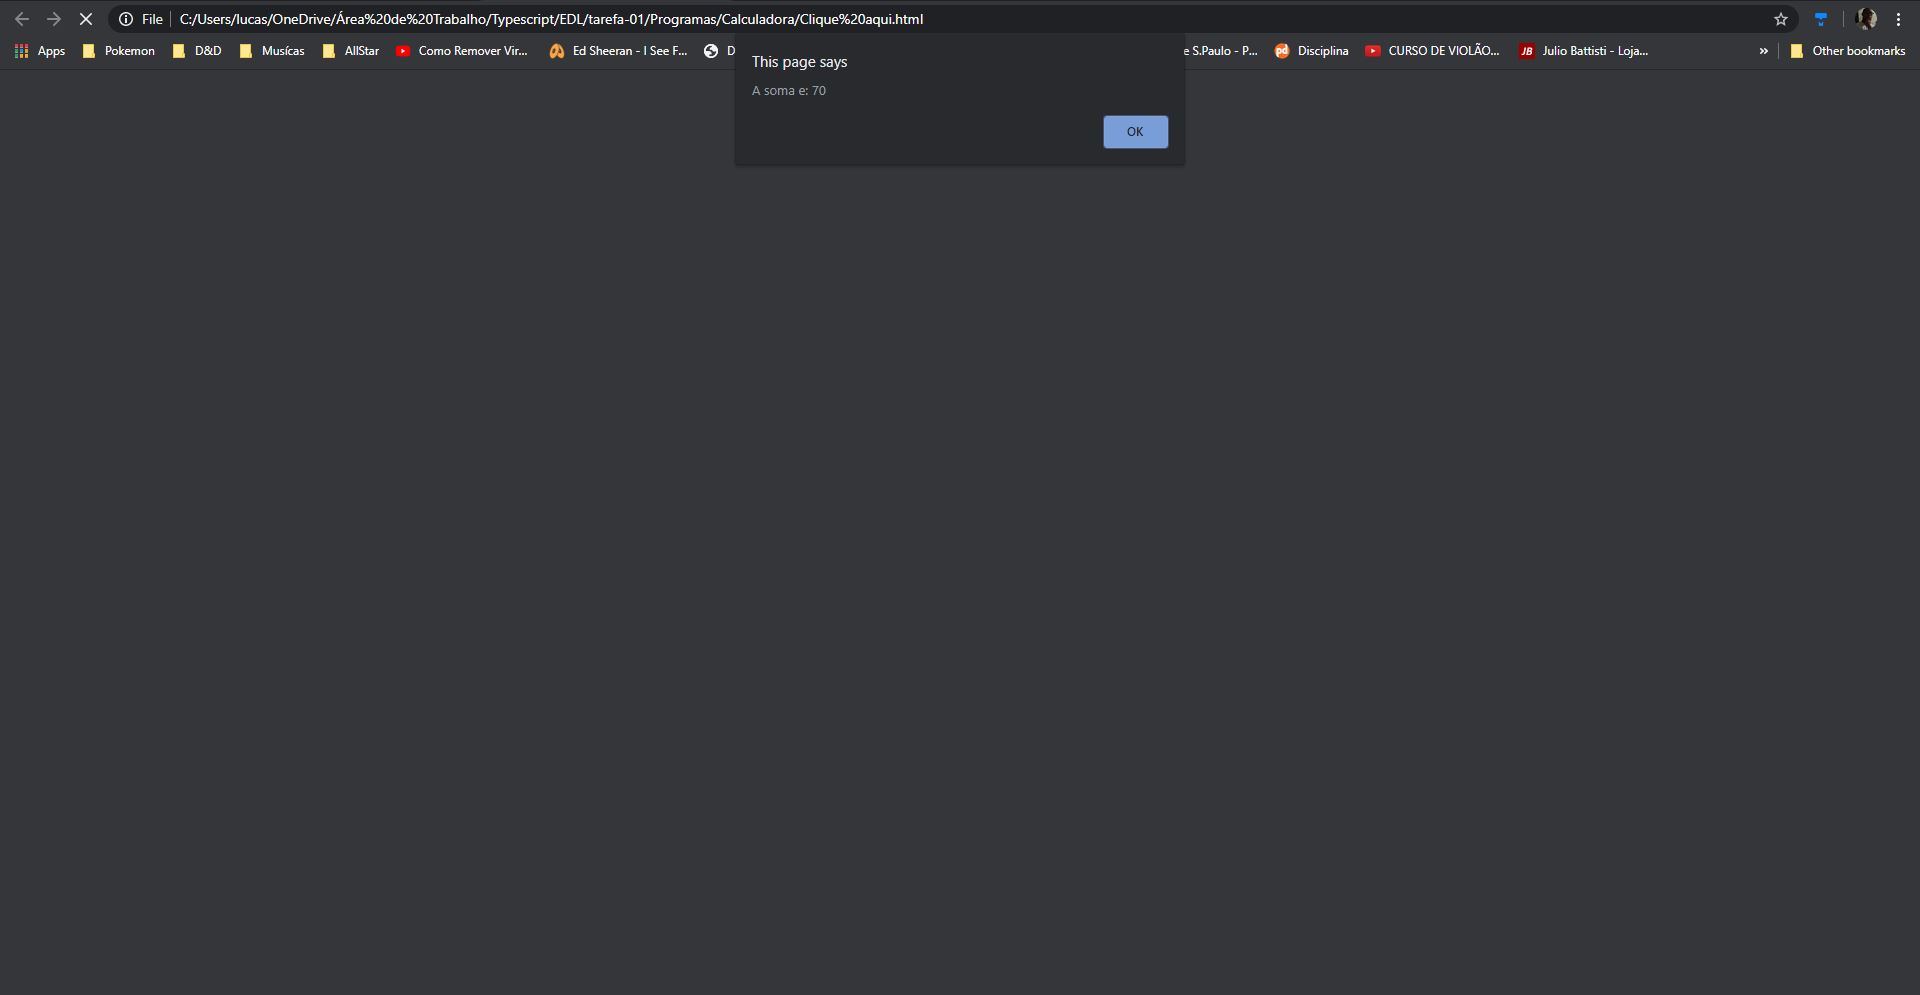 File C:/Users/lucas/OneDrive/Área%20de%20Trabalho/Typescript/EDL/tarefa-01/Programas/Calculadora/Clique%20aqui.html
Apps Pokemon D&D Musícas AllStar Como Remover Vir... Ed Sheeran - I See F... D e S.Paulo - P... pd Disciplina CURSO DE VIOLÃO... JB Julio Battisti - Loja... » Other bookmarks
This page says
A soma e: 70
OK